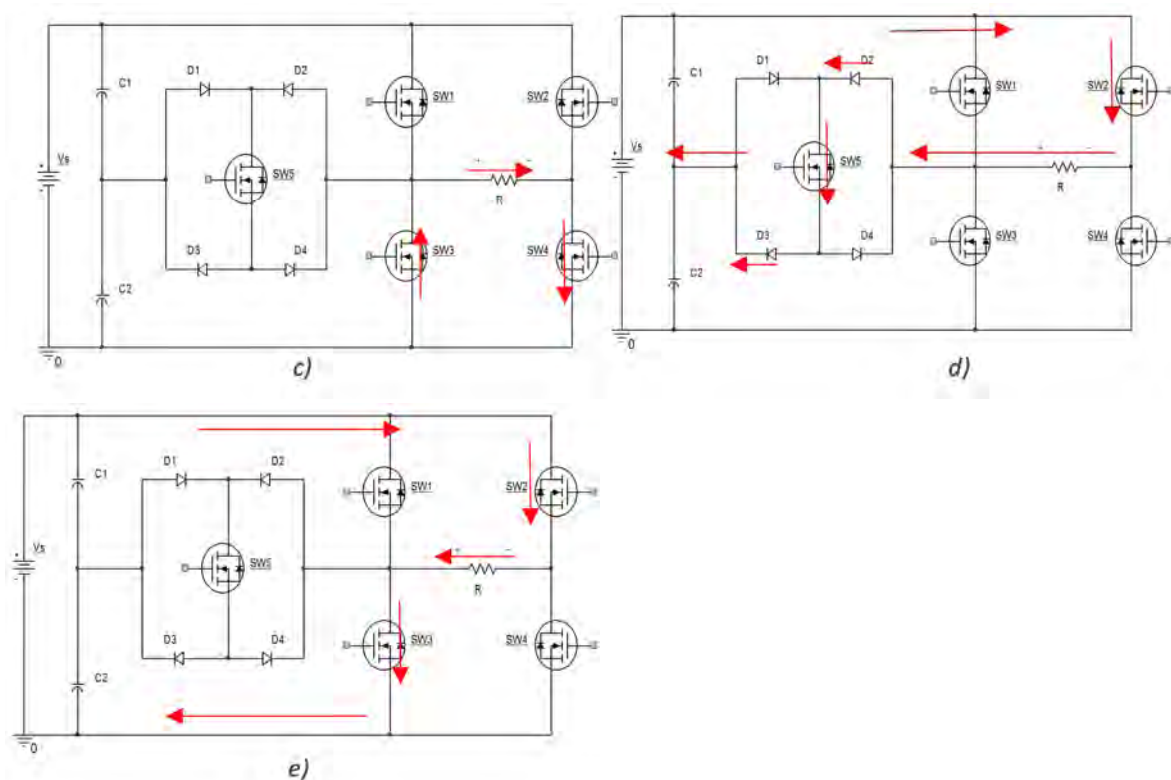 C1
D1
D2
SW1
SW2
+
Vs
-
SW5
+
-
R
D3
D4
SW3
SW4
C2
0
c)
C1
D1
D2
SW1
SW2
+
Vs
-
SW5
+
-
R
D3
D4
SW3
SW4
C2
0
d)
C1
D1
D2
SW1
SW2
+
Vs
-
SW5
+
-
R
D3
D4
SW3
SW4
C2
0
e)